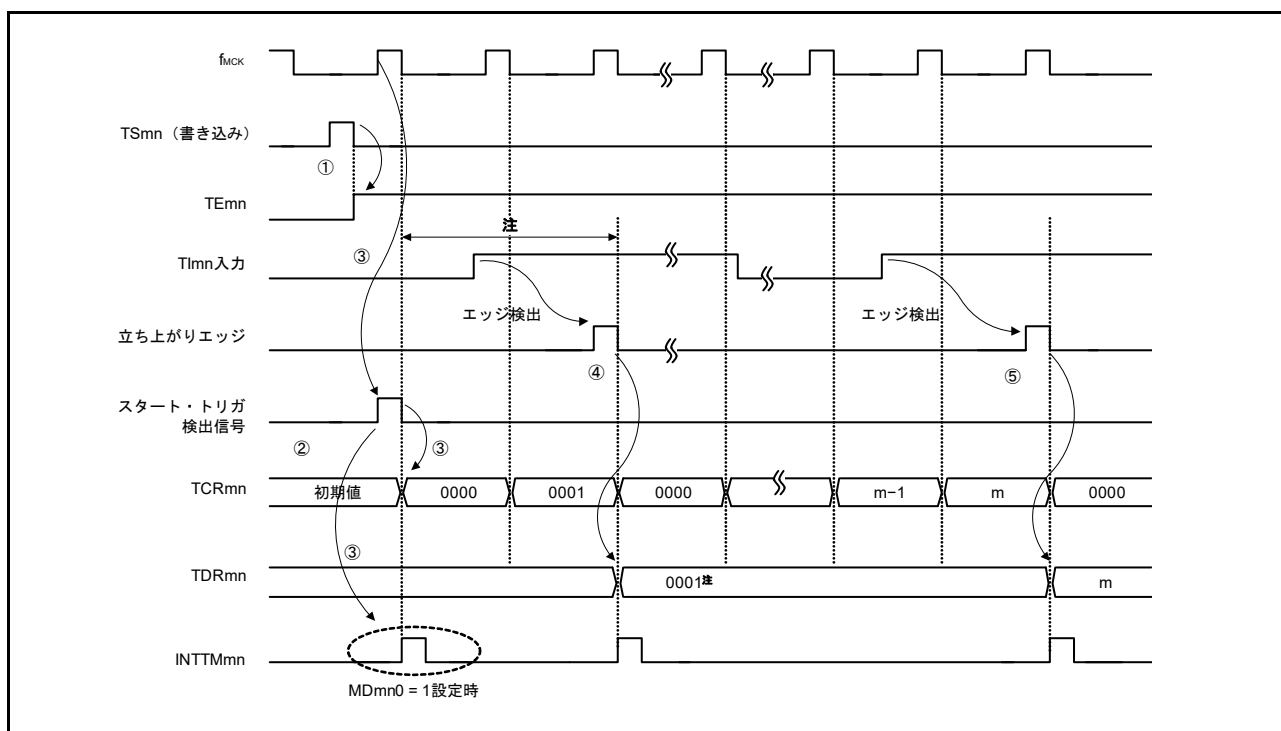 fMCK
TSmn（書き込み）
①
TEmn
注
③
TImn入力
エッジ検出
エッジ検出
立ち上がりエッジ
④
⑤
スタート・トリガ
検出信号
②
③
TCRmn
初期値
0000
0001
0000
m−1
m
0000
③
TDRmn
0001注
m
INTTMmn
MDmn0 = 1設定時